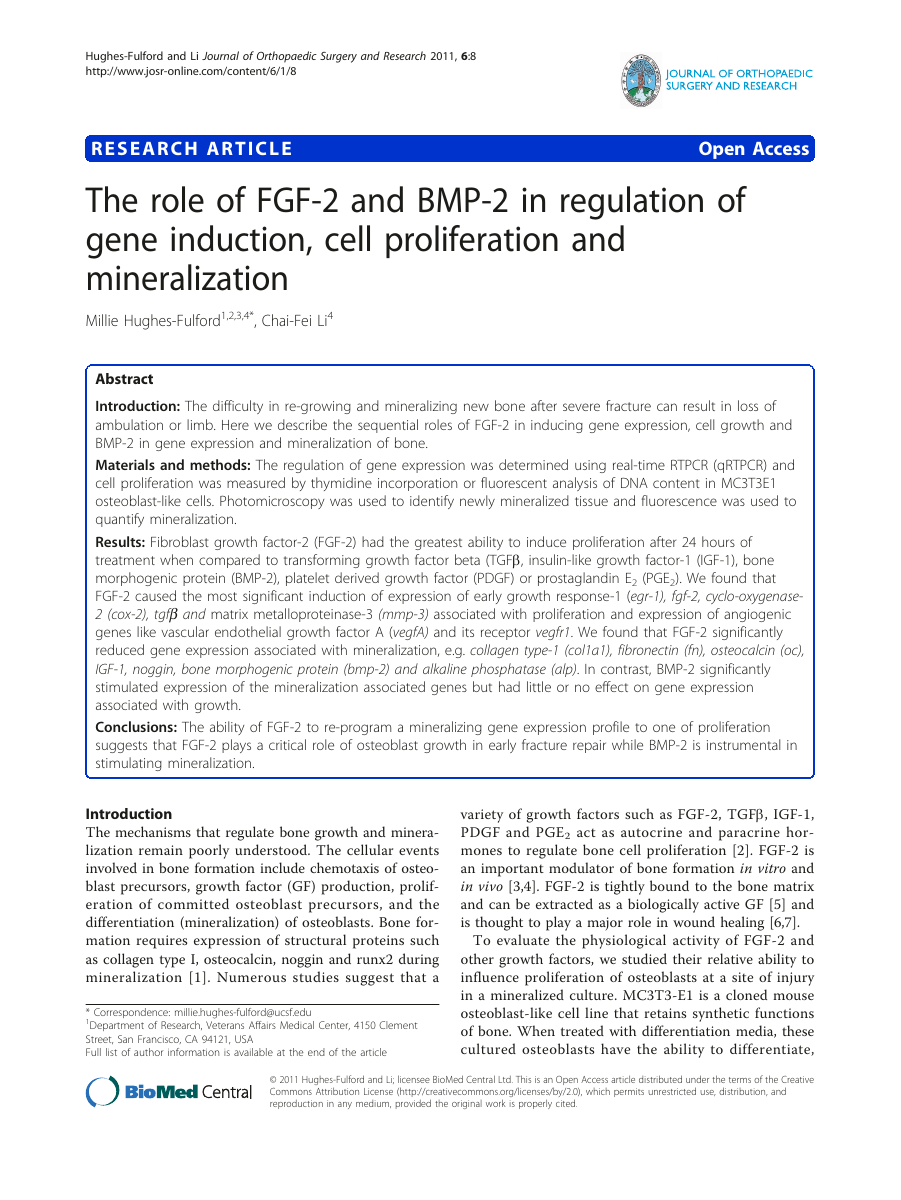 Hughes-Fulford and Li Journal of Orthopaedic Surgery and Research 2011, 6:8
http://www.josr-online.com/content/6/1/8
JOURNAL OF ORTHOPAEDIC
SURGERY AND RESEARCH
RESEARCH ARTICLE Open Access
The role of FGF-2 and BMP-2 in regulation of
gene induction, cell proliferation and
mineralization
Millie Hughes-Fulford1,2,3,4*, Chai-Fei Li4
Abstract
Introduction: The difficulty in re-growing and mineralizing new bone after severe fracture can result in loss of
ambulation or limb. Here we describe the sequential roles of FGF-2 in inducing gene expression, cell growth and
BMP-2 in gene expression and mineralization of bone.
Materials and methods: The regulation of gene expression was determined using real-time RTPCR (qRTPCR) and
cell proliferation was measured by thymidine incorporation or fluorescent analysis of DNA content in MC3T3E1
osteoblast-like cells. Photomicroscopy was used to identify newly mineralized tissue and fluorescence was used to
quantify mineralization.
Results: Fibroblast growth factor-2 (FGF-2) had the greatest ability to induce proliferation after 24 hours of
treatment when compared to transforming growth factor beta (TGFβ, insulin-like growth factor-1 (IGF-1), bone
morphogenic protein (BMP-2), platelet derived growth factor (PDGF) or prostaglandin E2 (PGE2). We found that
FGF-2 caused the most significant induction of expression of early growth response-1 (egr-1), fgf-2, cyclo-oxygenase-
2 (cox-2), tgfβ and matrix metalloproteinase-3 (mmp-3) associated with proliferation and expression of angiogenic
genes like vascular endothelial growth factor A (vegfA) and its receptor vegfr1. We found that FGF-2 significantly
reduced gene expression associated with mineralization, e.g. collagen type-1 (col1a1), fibronectin (fn), osteocalcin (oc),
IGF-1, noggin, bone morphogenic protein (bmp-2) and alkaline phosphatase (alp). In contrast, BMP-2 significantly
stimulated expression of the mineralization associated genes but had little or no effect on gene expression
associated with growth.
Conclusions: The ability of FGF-2 to re-program a mineralizing gene expression profile to one of proliferation
suggests that FGF-2 plays a critical role of osteoblast growth in early fracture repair while BMP-2 is instrumental in
stimulating mineralization.
Introduction
The mechanisms that regulate bone growth and minera-
lization remain poorly understood. The cellular events
involved in bone formation include chemotaxis of osteo-
blast precursors, growth factor (GF) production, prolif-
eration of committed osteoblast precursors, and the
differentiation (mineralization) of osteoblasts. Bone for-
mation requires expression of structural proteins such
as collagen type I, osteocalcin, noggin and runx2 during
mineralization [1]. Numerous studies suggest that a
* Correspondence: millie.hughes-fulford@ucsf.edu
1Department of Research, Veterans Affairs Medical Center, 4150 Clement
Street, San Francisco, CA 94121, USA
Full list of author information is available at the end of the article
variety of growth factors such as FGF-2, TGFβ, IGF-1,
PDGF and PGE2 act as autocrine and paracrine hor-
mones to regulate bone cell proliferation [2]. FGF-2 is
an important modulator of bone formation in vitro and
in vivo [3,4]. FGF-2 is tightly bound to the bone matrix
and can be extracted as a biologically active GF [5] and
is thought to play a major role in wound healing [6,7].
To evaluate the physiological activity of FGF-2 and
other growth factors, we studied their relative ability to
influence proliferation of osteoblasts at a site of injury
in a mineralized culture. MC3T3-E1 is a cloned mouse
osteoblast-like cell line that retains synthetic functions
of bone. When treated with differentiation media, these
cultured osteoblasts have the ability to differentiate,
BioMed Central
© 2011 Hughes-Fulford and Li; licensee BioMed Central Ltd. This is an Open Access article distributed under the terms of the Creative
Commons Attribution License (http://creativecommons.org/licenses/by/2.0), which permits unrestricted use, distribution, and
reproduction in any medium, provided the original work is properly cited.